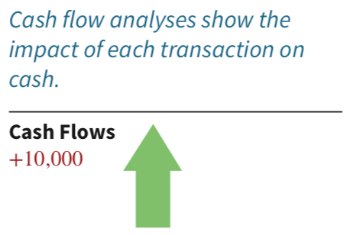 Cash flow analyses show the
impact of each transaction on
cash.
Cash Flows
+10,000